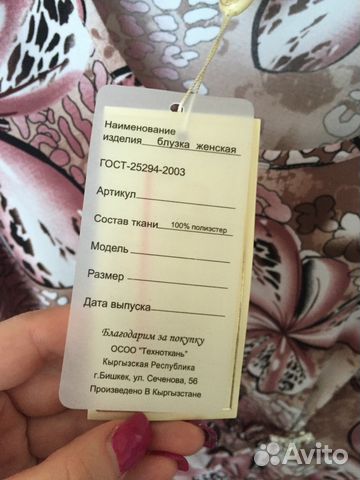 Наименование
изделия блузка женская
ГОСТ-25294-2003
Артикул
Состав ткани 100% полиэстер
Модель
Размер
Дата выпуска
Благодарим за покупку
ОСОО "Техноткань"
Кыргызская Республика
г.Бишкек, ул. Сеченова, 56
Произведено В Кыргызстане
Avito